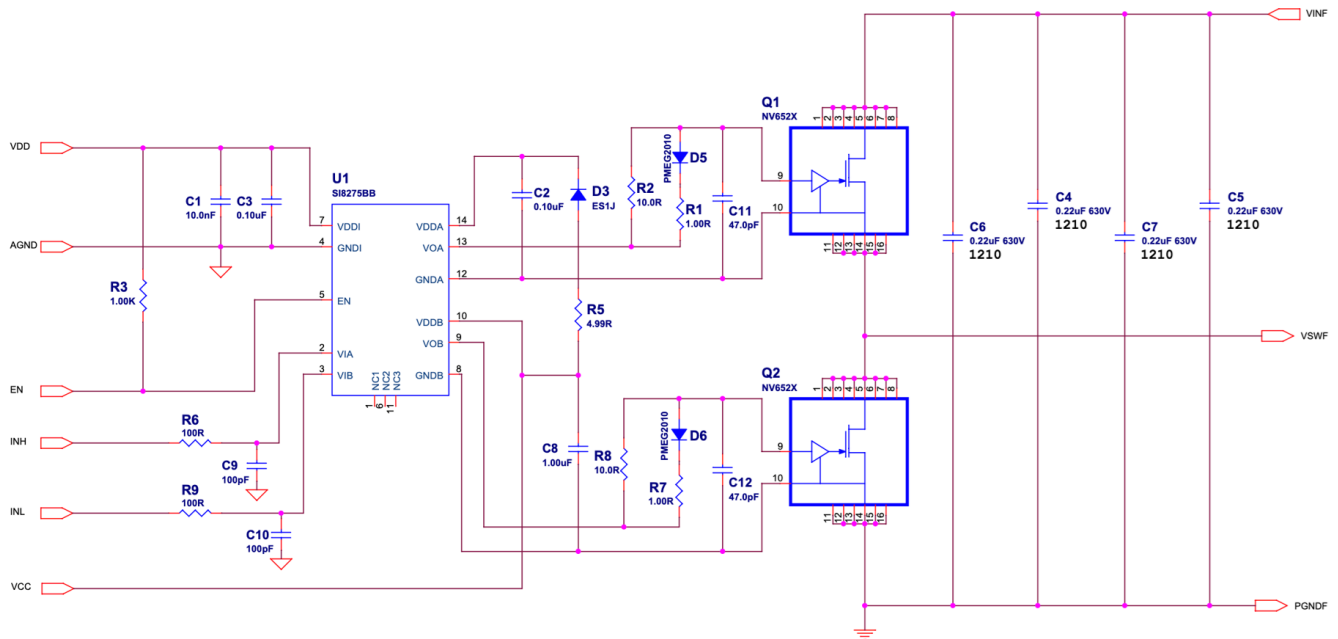 VINF
Q1
NV652X
1 2 3 4 5 6 7 8
9
10
11 12 13 14 15 16
VDD
U1
SI8275BB
C1
10.0nF
C3
0.10uF
7
VDDI
4
GNDI
5
EN
2
VIA
3
VIB
NC1
NC2
NC3
1
6
11
VDDA
14
VOA
13
GNDA
12
VDDB
10
VOB
9
GNDB
8
C2
0.10uF
D3
ES1J
R2
10.0R
PMEG2010
D5
R1
1.00R
C11
47.0pF
C6
0.22uF 630V
1210
C4
0.22uF 630V
1210
C7
0.22uF 630V
1210
C5
0.22uF 630V
1210
AGND
R3
1.00K
R5
4.99R
VSWF
EN
Q2
NV652X
1 2 3 4 5 6 7 8
9
10
11 12 13 14 15 16
INH
R6
100R
C9
100pF
C8
1.00uF
R8
10.0R
PMEG2010
D6
R7
1.00R
C12
47.0pF
INL
R9
100R
C10
100pF
VCC
PGNDF